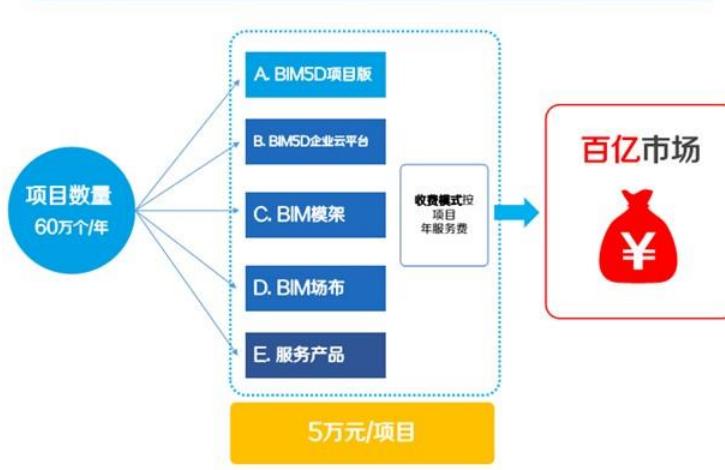 项目数量
60万个/年
A. BIM5D项目版
B. BIM5D企业云平台
C. BIM模架
D. BIM场布
E. 服务产品
收费模式按
项目
年服务费
5万元/项目
百亿市场
¥